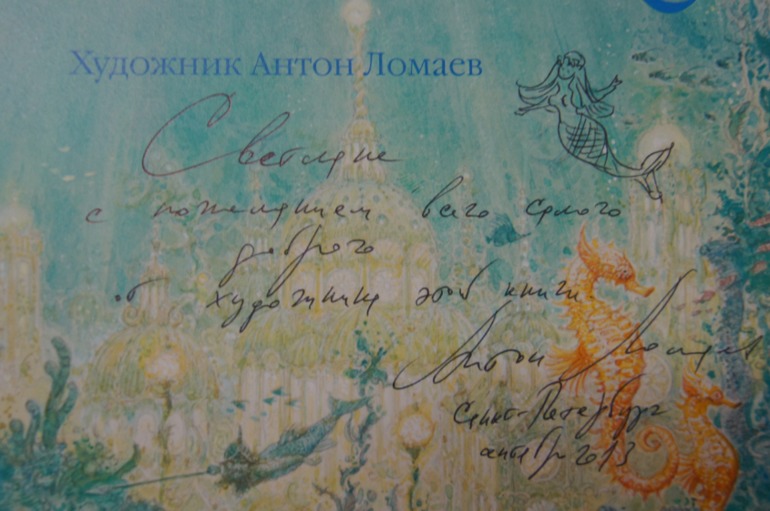 Художник Антон Ломаев
Светлане
с пожеланием всего самого
доброго
от художника этой книги.
Антон Ломаев
Санкт-Петербург
2013